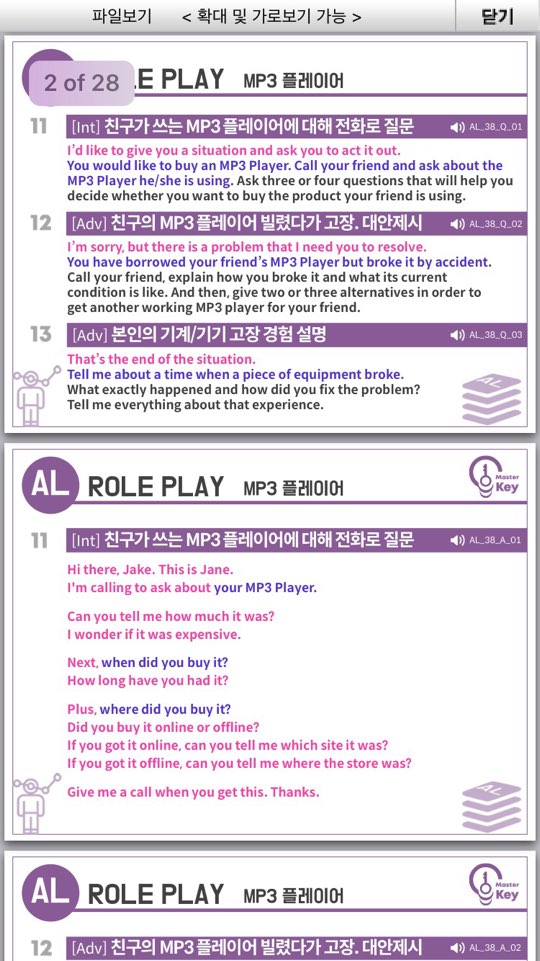 파일보기 < 확대 및 가로보기 가능 > 닫기
2 of 28
LE PLAY MP3 플레이어
11 [Int] 친구가 쓰는 MP3 플레이어에 대해 전화로 질문 AL_38_Q_01
I'd like to give you a situation and ask you to act it out.
You would like to buy an MP3 Player. Call your friend and ask about the
MP3 Player he/she is using. Ask three or four questions that will help you
decide whether you want to buy the product your friend is using.
12 [Adv] 친구의 MP3 플레이어 빌렸다가 고장. 대안제시 AL_38_Q_02
I'm sorry, but there is a problem that I need you to resolve.
You have borrowed your friend's MP3 Player but broke it by accident.
Call your friend, explain how you broke it and what its current
condition is like. And then, give two or three alternatives in order to
get another working MP3 player for your friend.
13 [Adv] 본인의 기계/기기 고장 경험 설명 AL_38_Q_03
That's the end of the situation.
Tell me about a time when a piece of equipment broke.
What exactly happened and how did you fix the problem?
Tell me everything about that experience.
AL
AL ROLE PLAY MP3 플레이어
Master
Key
11 [Int] 친구가 쓰는 MP3 플레이어에 대해 전화로 질문 AL_38_A_01
Hi there, Jake. This is Jane.
I'm calling to ask about your MP3 Player.
Can you tell me how much it was?
I wonder if it was expensive.
Next, when did you buy it?
How long have you had it?
Plus, where did you buy it?
Did you buy it online or offline?
If you got it online, can you tell me which site it was?
If you got it offline, can you tell me where the store was?
Give me a call when you get this. Thanks.
AL
AL ROLE PLAY MP3 플레이어
Master
Key
12 [Adv] 친구의 MP3 플레이어 빌렸다가 고장. 대안제시 AL_38_A_02